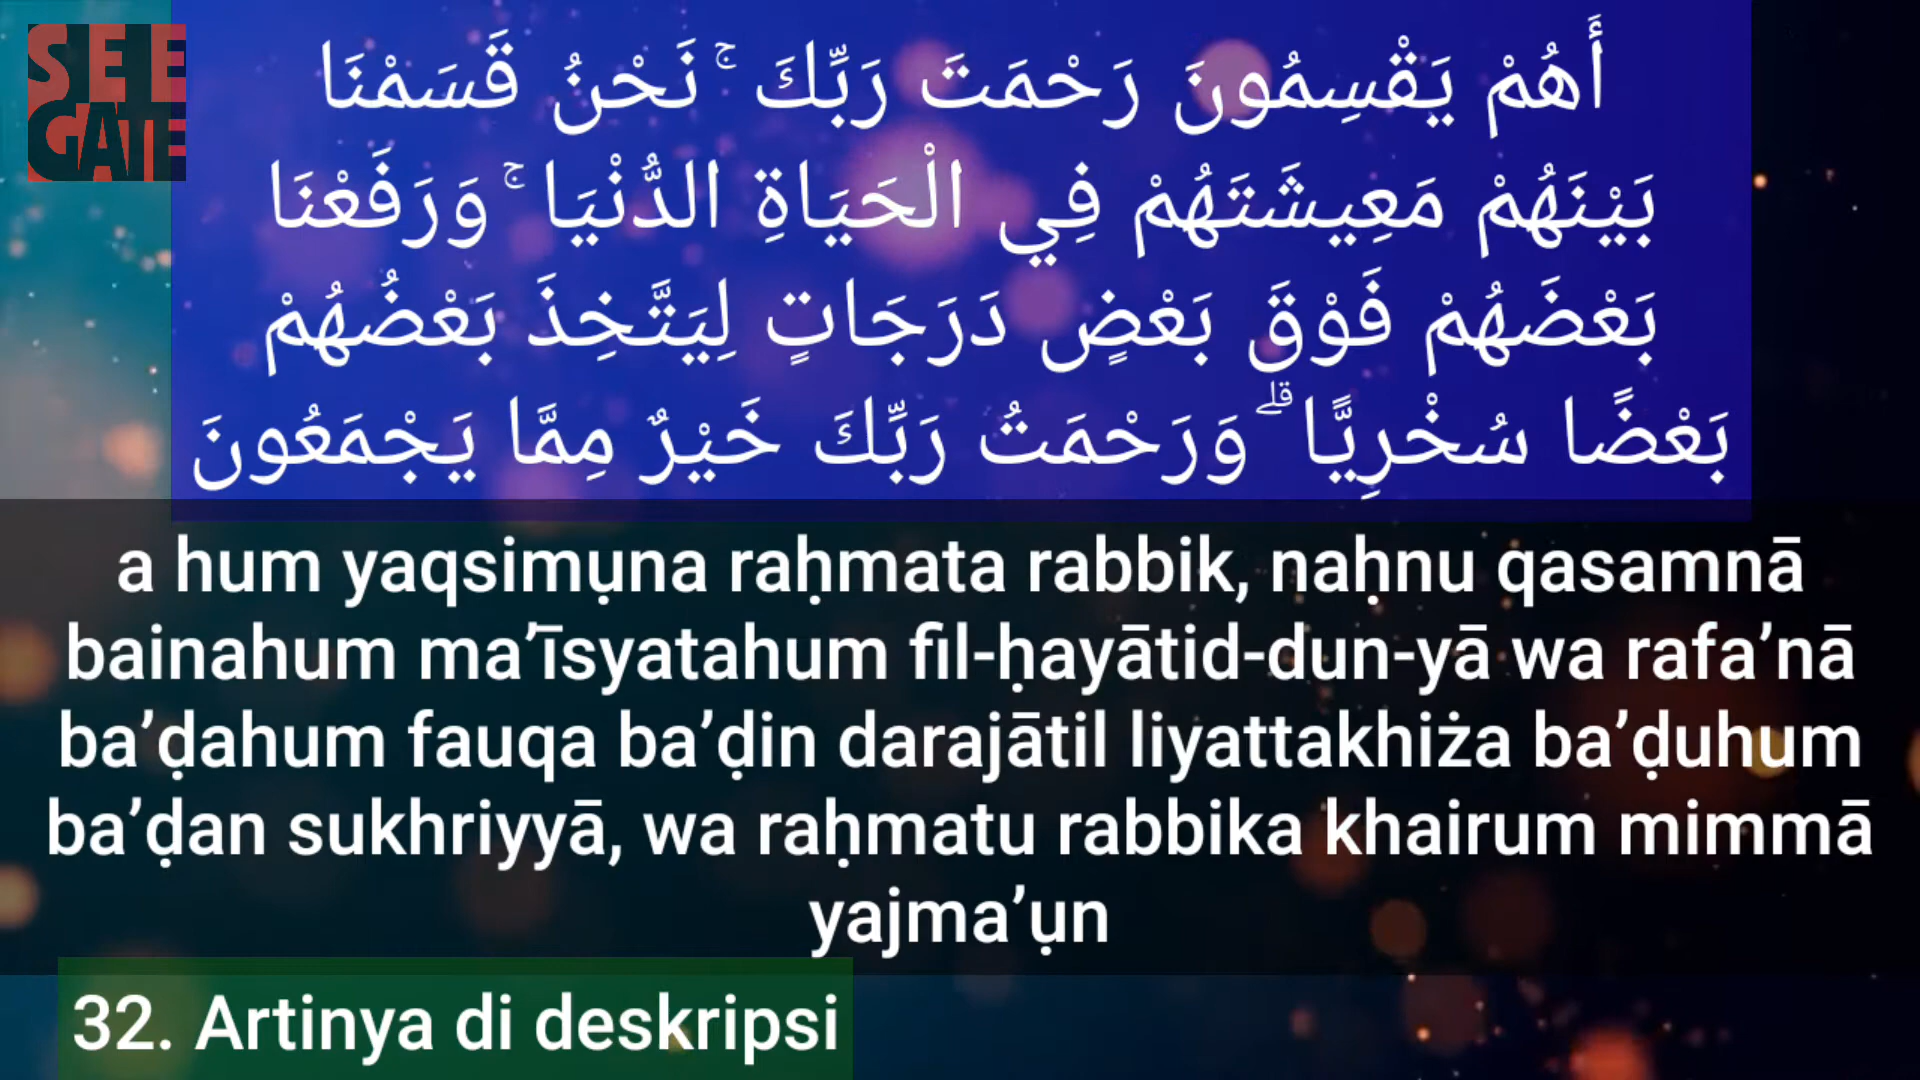 SEE
GATE
أَهُمْ يَقْسِمُونَ رَحْمَتَ رَبِّكَ ۚ نَحْنُ قَسَمْنَا
بَيْنَهُمْ مَعِيشَتَهُمْ فِي الْحَيَاةِ الدُّنْيَا ۚ وَرَفَعْنَا
بَعْضَهُمْ فَوْقَ بَعْضٍ دَرَجَاتٍ لِيَتَّخِذَ بَعْضُهُمْ
بَعْضًا سُخْرِيًّا ۗ وَرَحْمَتُ رَبِّكَ خَيْرٌ مِمَّا يَجْمَعُونَ
a hum yaqsimụna raḥmata rabbik, naḥnu qasamnā
bainahum ma’īsyatahum fil-ḥayātid-dun-yā wa rafa’nā
ba’ḍahum fauqa ba’ḍin darajātil liyattakhiża ba’ḍuhum
ba’ḍan sukhriyyā, wa raḥmatu rabbika khairum mimmā
yajma’ụn
32. Artinya di deskripsi